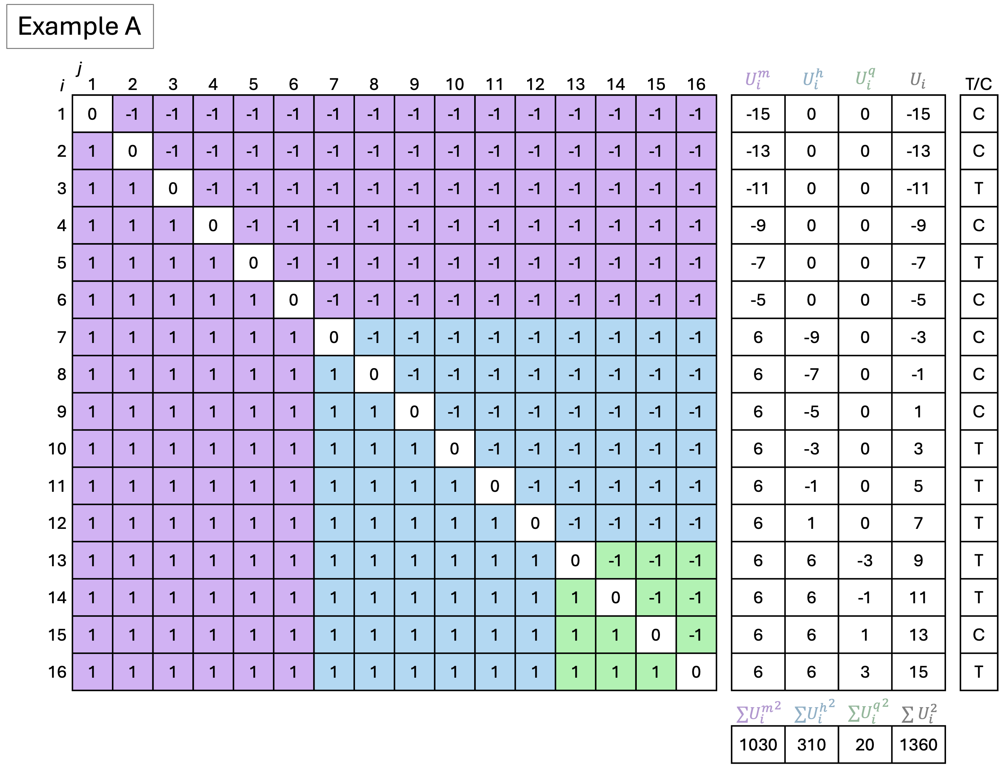 Example A
j
i 1 2 3 4 5 6 7 8 9 10 11 12 13 14 15 16 U_i^m U_i^h U_i^q U_i T/C
1 0 -1 -1 -1 -1 -1 -1 -1 -1 -1 -1 -1 -1 -1 -1 -1 -15 0 0 -15 C
2 1 0 -1 -1 -1 -1 -1 -1 -1 -1 -1 -1 -1 -1 -1 -1 -13 0 0 -13 C
3 1 1 0 -1 -1 -1 -1 -1 -1 -1 -1 -1 -1 -1 -1 -1 -11 0 0 -11 T
4 1 1 1 0 -1 -1 -1 -1 -1 -1 -1 -1 -1 -1 -1 -1 -9 0 0 -9 C
5 1 1 1 1 0 -1 -1 -1 -1 -1 -1 -1 -1 -1 -1 -1 -7 0 0 -7 T
6 1 1 1 1 1 0 -1 -1 -1 -1 -1 -1 -1 -1 -1 -1 -5 0 0 -5 C
7 1 1 1 1 1 1 0 -1 -1 -1 -1 -1 -1 -1 -1 -1 6 -9 0 -3 C
8 1 1 1 1 1 1 1 0 -1 -1 -1 -1 -1 -1 -1 -1 6 -7 0 -1 C
9 1 1 1 1 1 1 1 1 0 -1 -1 -1 -1 -1 -1 -1 6 -5 0 1 C
10 1 1 1 1 1 1 1 1 1 0 -1 -1 -1 -1 -1 -1 6 -3 0 3 T
11 1 1 1 1 1 1 1 1 1 1 0 -1 -1 -1 -1 -1 6 -1 0 5 T
12 1 1 1 1 1 1 1 1 1 1 1 0 -1 -1 -1 -1 6 1 0 7 T
13 1 1 1 1 1 1 1 1 1 1 1 1 0 -1 -1 -1 6 6 -3 9 T
14 1 1 1 1 1 1 1 1 1 1 1 1 1 0 -1 -1 6 6 -1 11 T
15 1 1 1 1 1 1 1 1 1 1 1 1 1 1 0 -1 6 6 1 13 C
16 1 1 1 1 1 1 1 1 1 1 1 1 1 1 1 0 6 6 3 15 T
∑U_i^m² ∑U_i^h² ∑U_i^q² ∑ U_i²
1030 310 20 1360